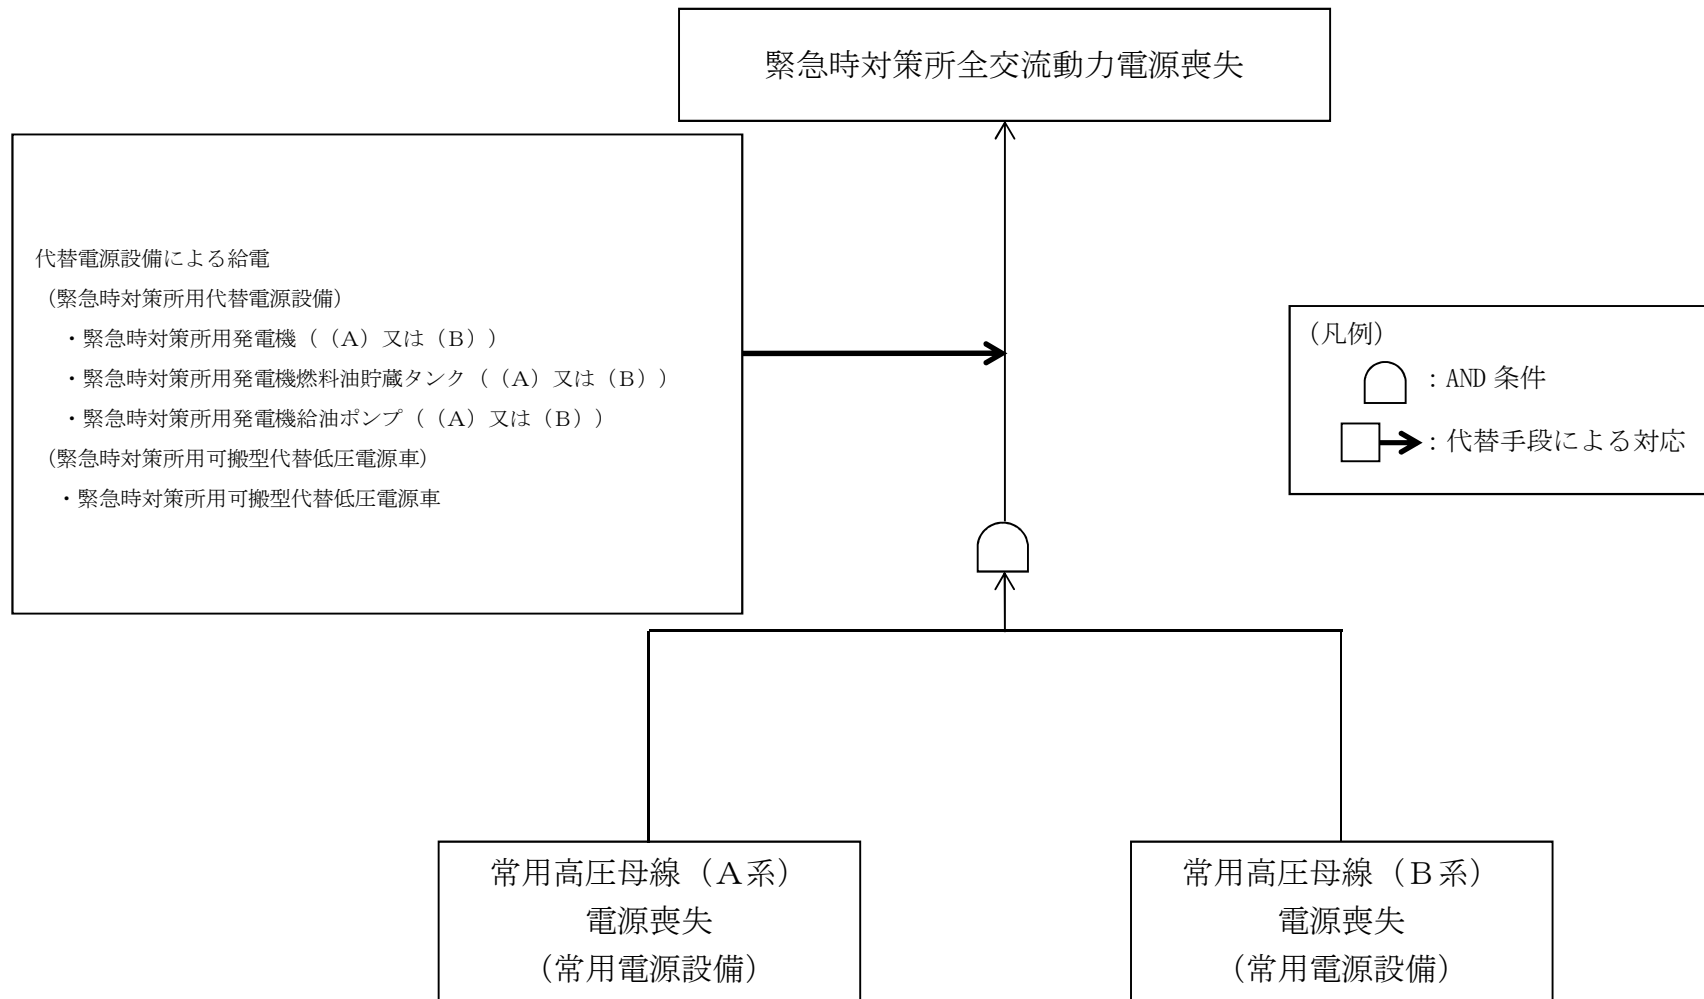 緊急時対策所全交流動力電源喪失
代替電源設備による給電
（緊急時対策所用代替電源設備）
・緊急時対策所用発電機（（Ａ）又は（Ｂ））
・緊急時対策所用発電機燃料油貯蔵タンク（（Ａ）又は（Ｂ））
・緊急時対策所用発電機給油ポンプ（（Ａ）又は（Ｂ））
（緊急時対策所用可搬型代替低圧電源車）
・緊急時対策所用可搬型代替低圧電源車
（凡例）
：AND 条件
：代替手段による対応
常用高圧母線（Ａ系）
電源喪失
（常用電源設備）
常用高圧母線（Ｂ系）
電源喪失
（常用電源設備）